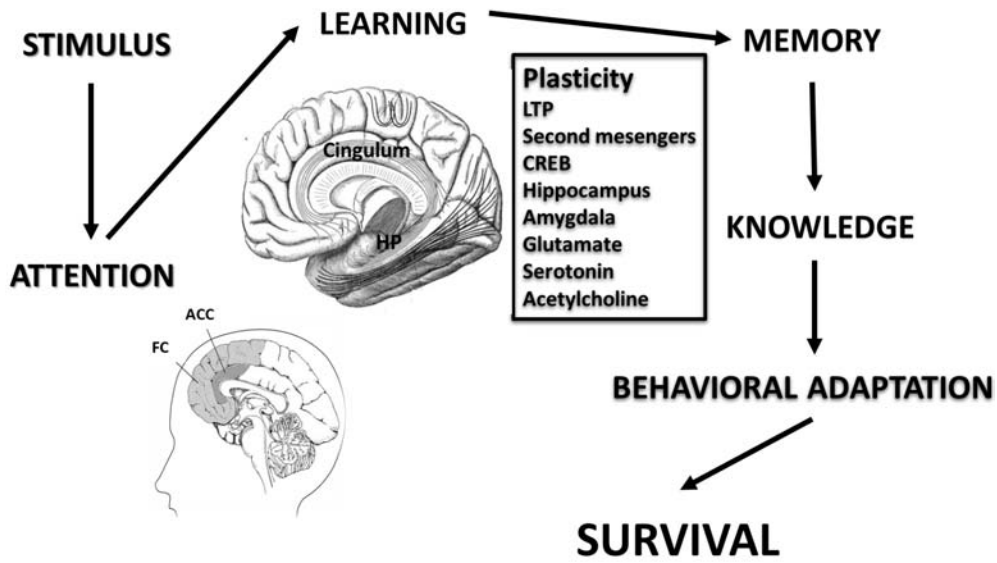 STIMULUS
LEARNING
MEMORY
Plasticity
LTP
Second mesengers
CREB
Hippocampus
Amygdala
Glutamate
Serotonin
Acetylcholine
Cingulum
HP
KNOWLEDGE
ATTENTION
ACC
FC
BEHAVIORAL ADAPTATION
SURVIVAL